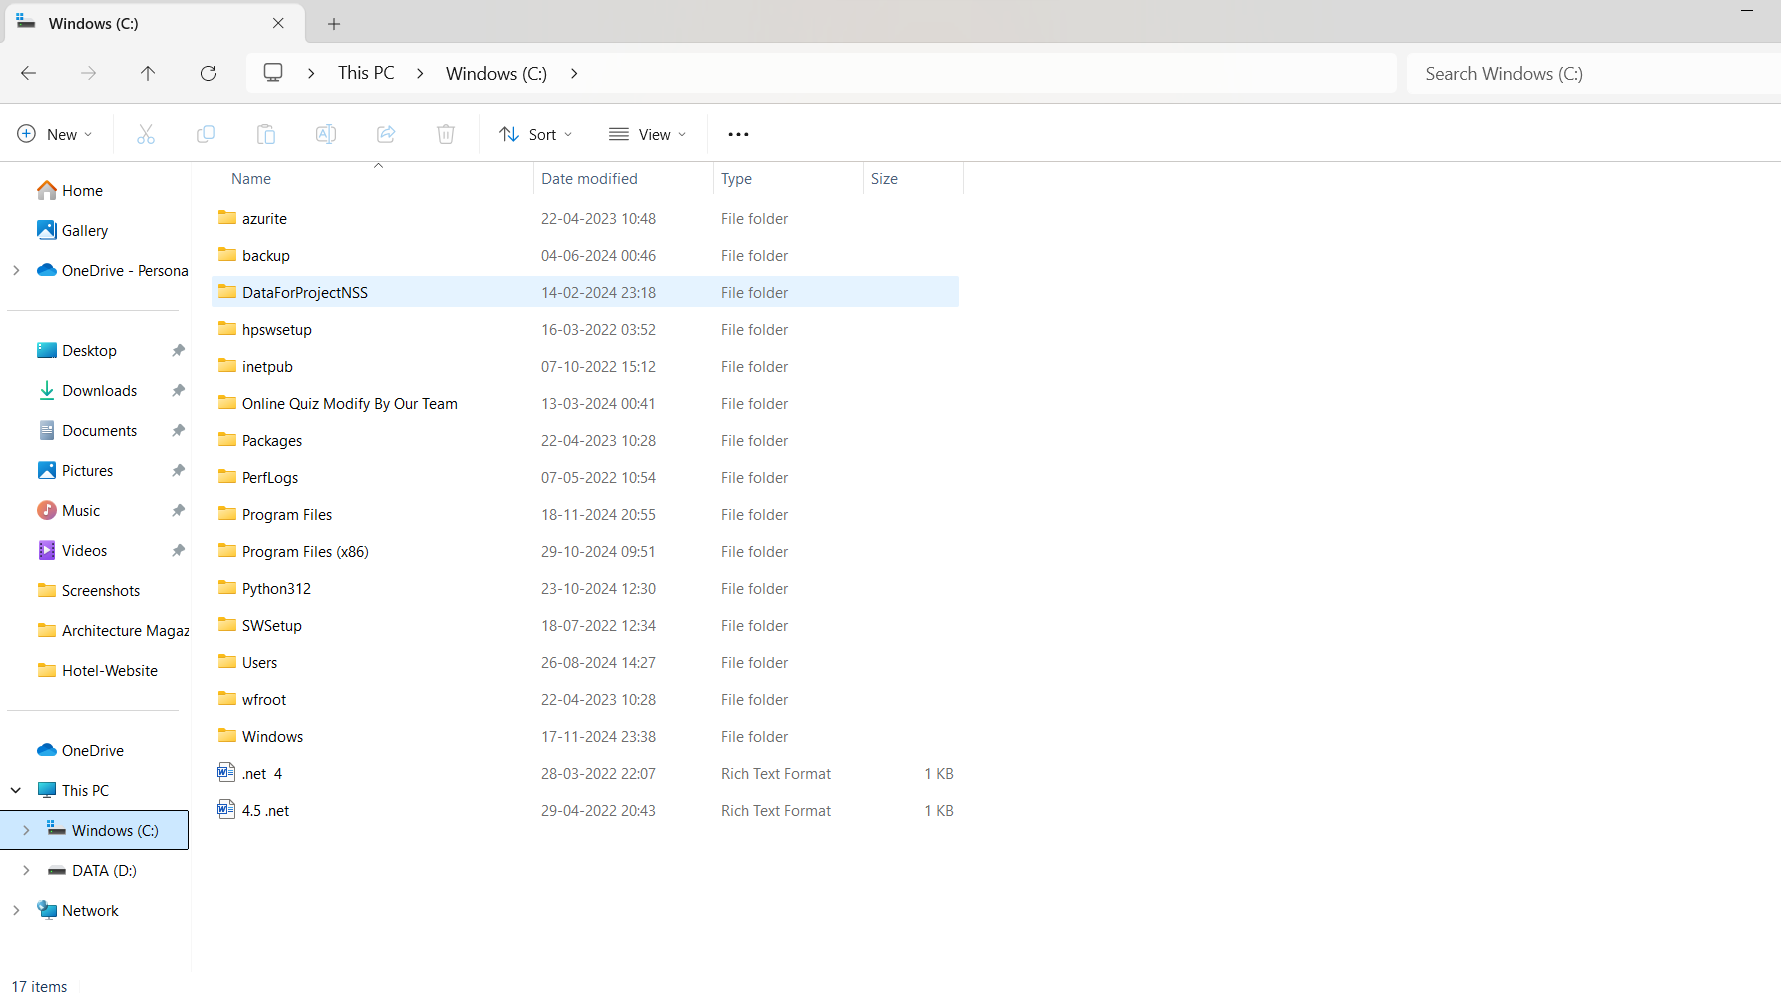 Windows (C:)
This PC > Windows (C:) >
Search Windows (C:)
New
Sort
View
Name Date modified Type Size
Home
Gallery
OneDrive - Persona
Desktop
Downloads
Documents
Pictures
Music
Videos
Screenshots
Architecture Magaz
Hotel-Website
OneDrive
This PC
Windows (C:)
DATA (D:)
Network
azurite 22-04-2023 10:48 File folder
backup 04-06-2024 00:46 File folder
DataForProjectNSS 14-02-2024 23:18 File folder
hpswsetup 16-03-2022 03:52 File folder
inetpub 07-10-2022 15:12 File folder
Online Quiz Modify By Our Team 13-03-2024 00:41 File folder
Packages 22-04-2023 10:28 File folder
PerfLogs 07-05-2022 10:54 File folder
Program Files 18-11-2024 20:55 File folder
Program Files (x86) 29-10-2024 09:51 File folder
Python312 23-10-2024 12:30 File folder
SWSetup 18-07-2022 12:34 File folder
Users 26-08-2024 14:27 File folder
wfroot 22-04-2023 10:28 File folder
Windows 17-11-2024 23:38 File folder
.net  4 28-03-2022 22:07 Rich Text Format 1 KB
4.5 .net 29-04-2022 20:43 Rich Text Format 1 KB
17 items